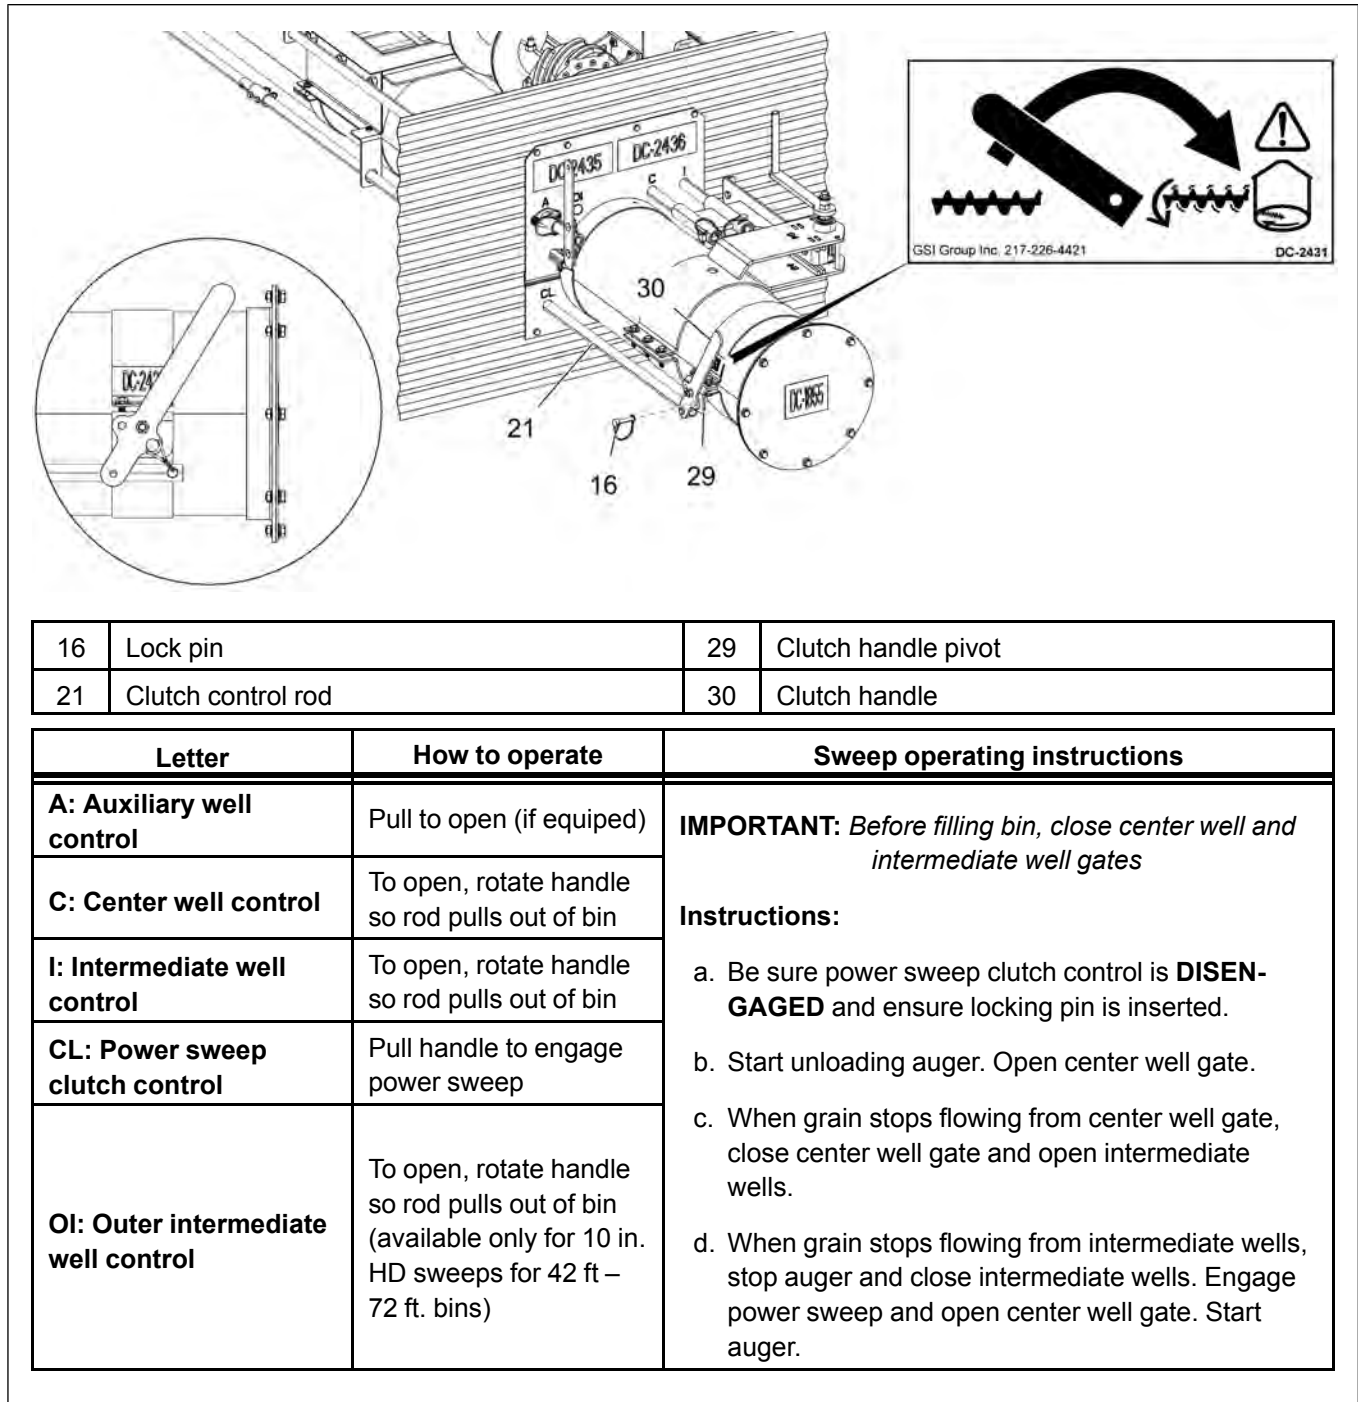 DC-2435
DC-2436
C
I
A
OI
CL
30
GSI Group Inc. 217-226-4421
DC-2431
DC-1855
21
16
29
16 Lock pin 29 Clutch handle pivot
21 Clutch control rod 30 Clutch handle
Letter How to operate Sweep operating instructions
A: Auxiliary well
control
Pull to open (if equiped)
C: Center well control
To open, rotate handle
so rod pulls out of bin
I: Intermediate well
control
To open, rotate handle
so rod pulls out of bin
CL: Power sweep
clutch control
Pull handle to engage
power sweep
OI: Outer intermediate
well control
To open, rotate handle
so rod pulls out of bin
(available only for 10 in.
HD sweeps for 42 ft –
72 ft. bins)
IMPORTANT: Before filling bin, close center well and
intermediate well gates
Instructions:
a. Be sure power sweep clutch control is DISEN-
GAGED and ensure locking pin is inserted.
b. Start unloading auger. Open center well gate.
c. When grain stops flowing from center well gate,
close center well gate and open intermediate
wells.
d. When grain stops flowing from intermediate wells,
stop auger and close intermediate wells. Engage
power sweep and open center well gate. Start
auger.